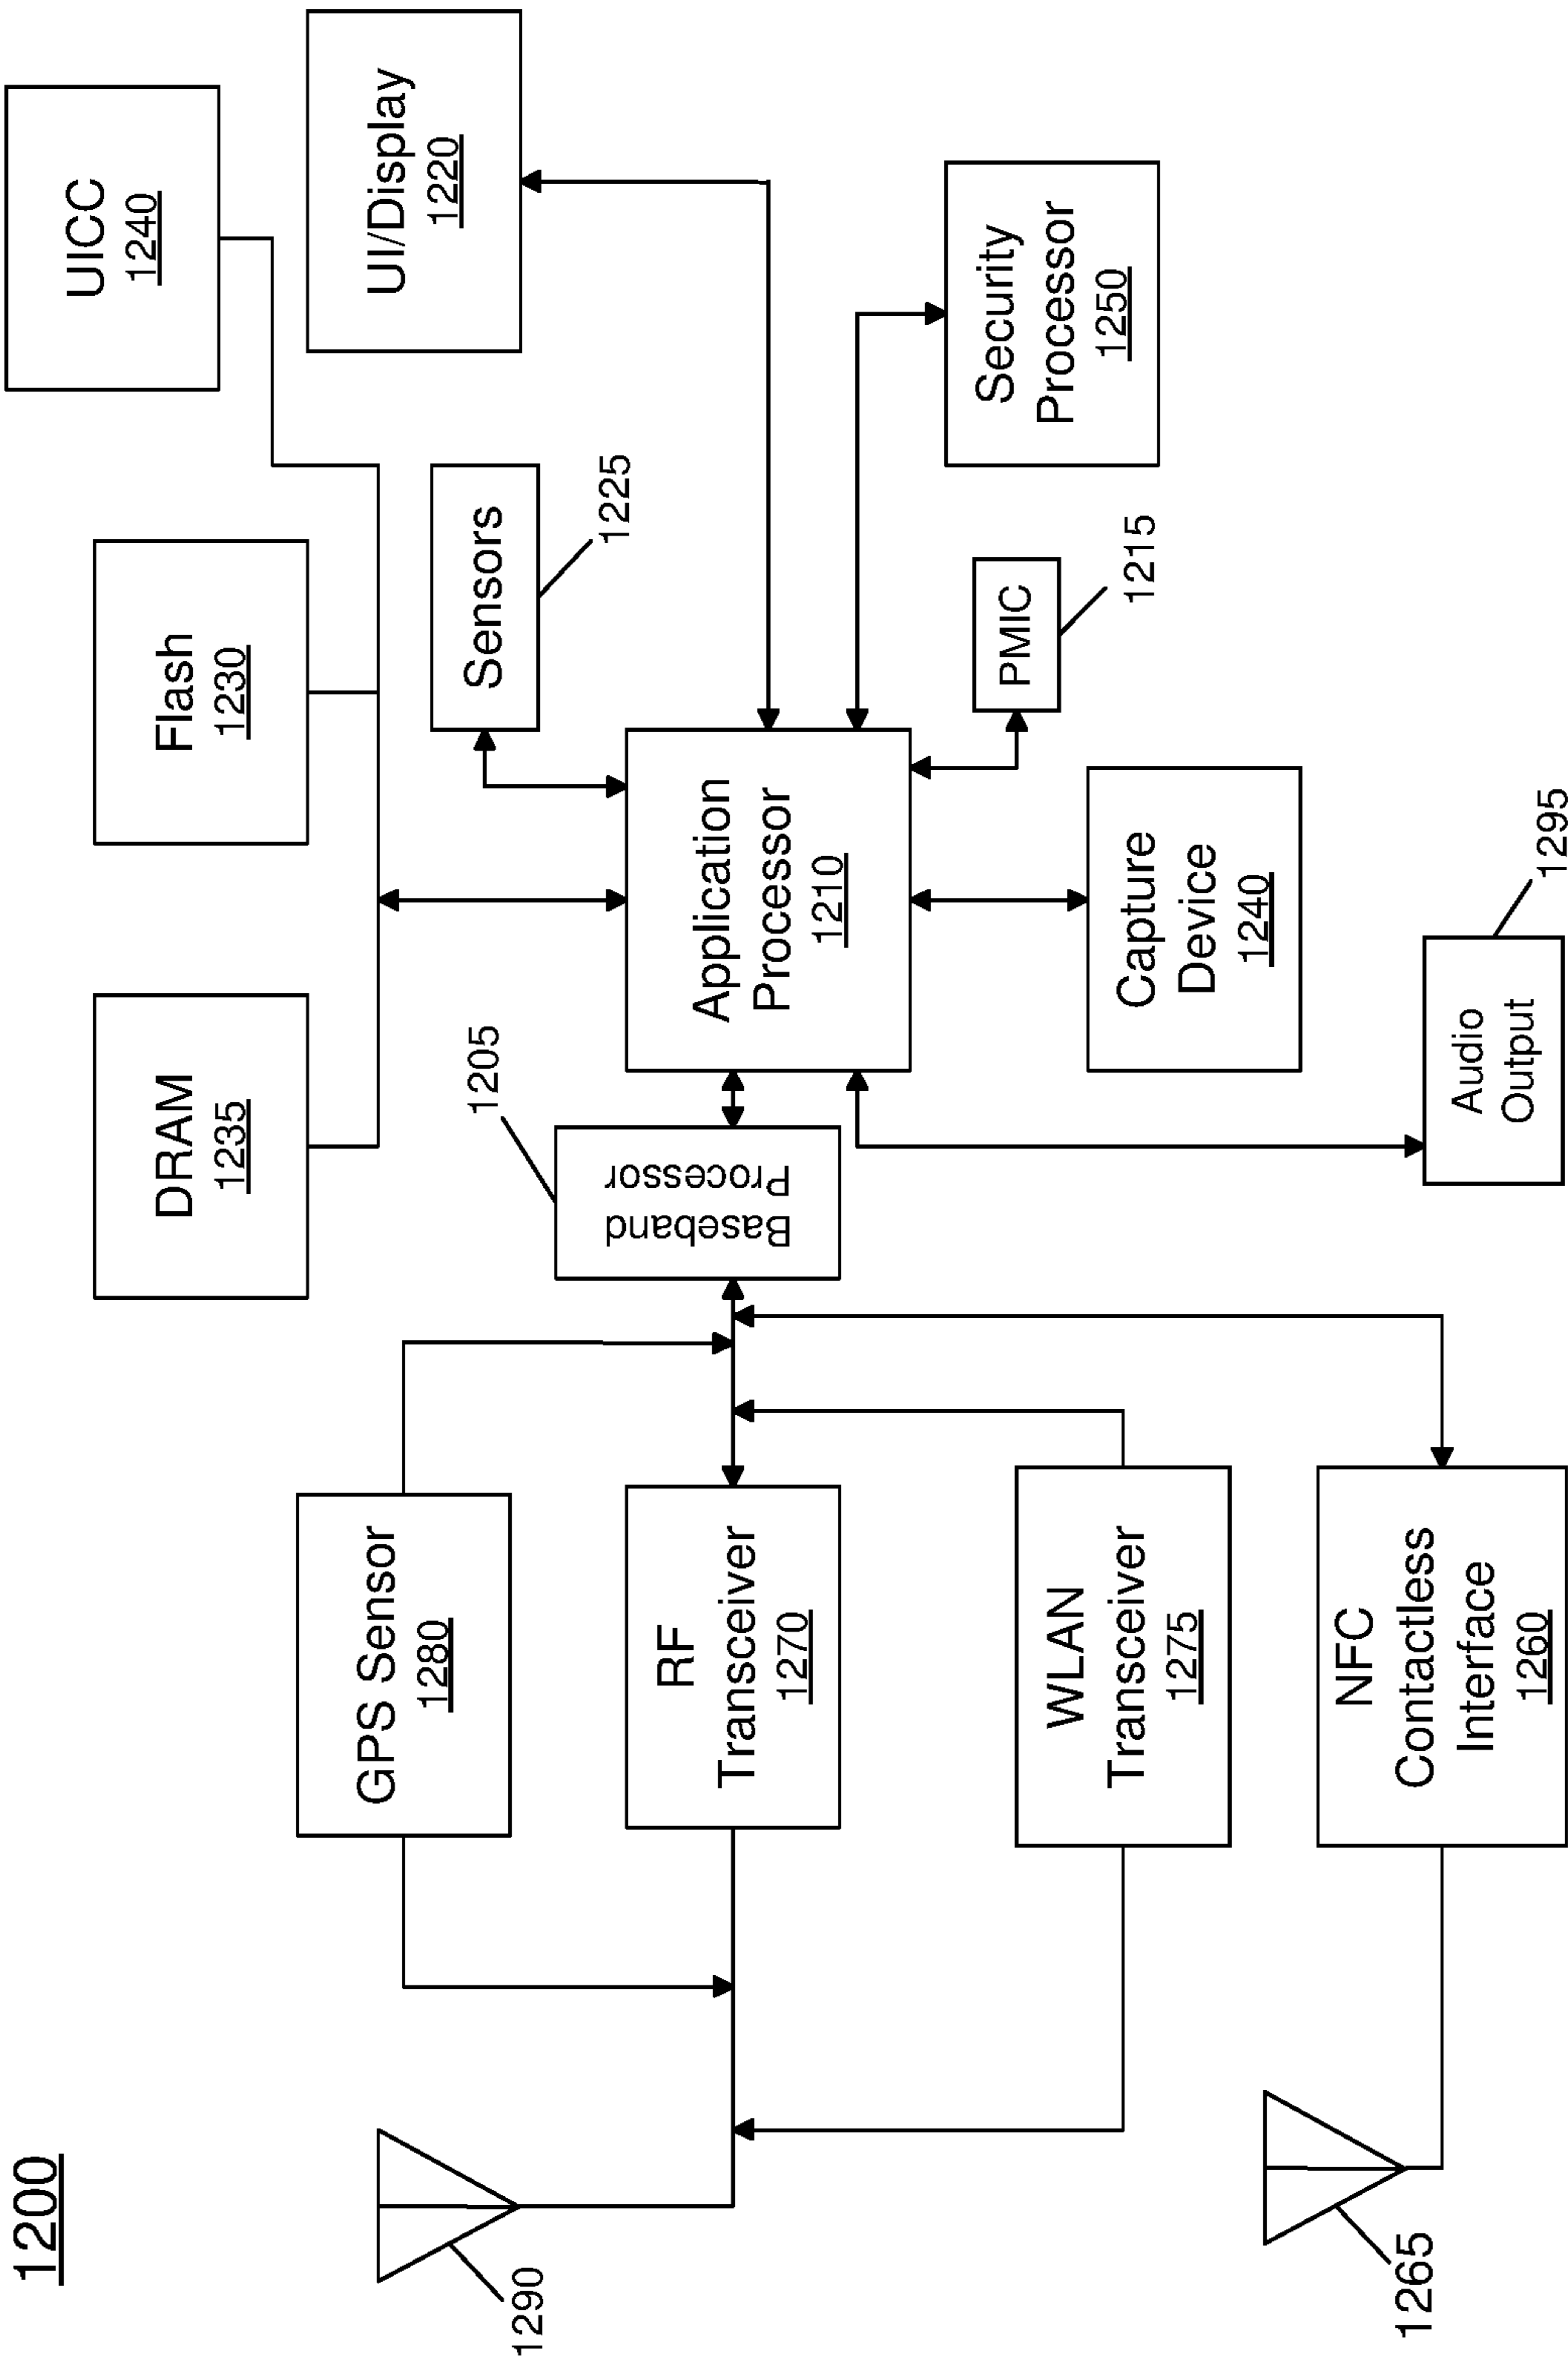 1200
UICC
1240
UI/Display
1220
Flash
1230
DRAM
1235
Sensors
1225
Security
Processor
1250
PMIC
1215
Application
Processor
1210
Capture
Device
1240
Audio
Output
1295
1205
Baseband
Processor
GPS Sensor
1280
RF
Transceiver
1270
WLAN
Transceiver
1275
NFC
Contactless
Interface
1260
1290
1265